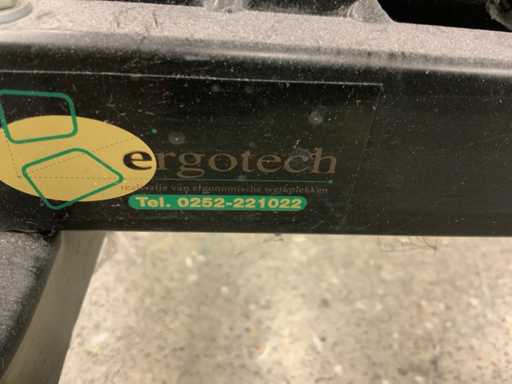 ergotech
realisatie van ergonomische werkplekken
Tel. 0252-221022